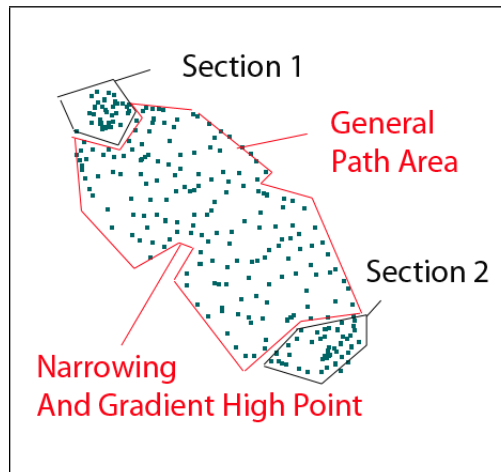 Section 1
General
Path Area
Section 2
Narrowing
And Gradient High Point